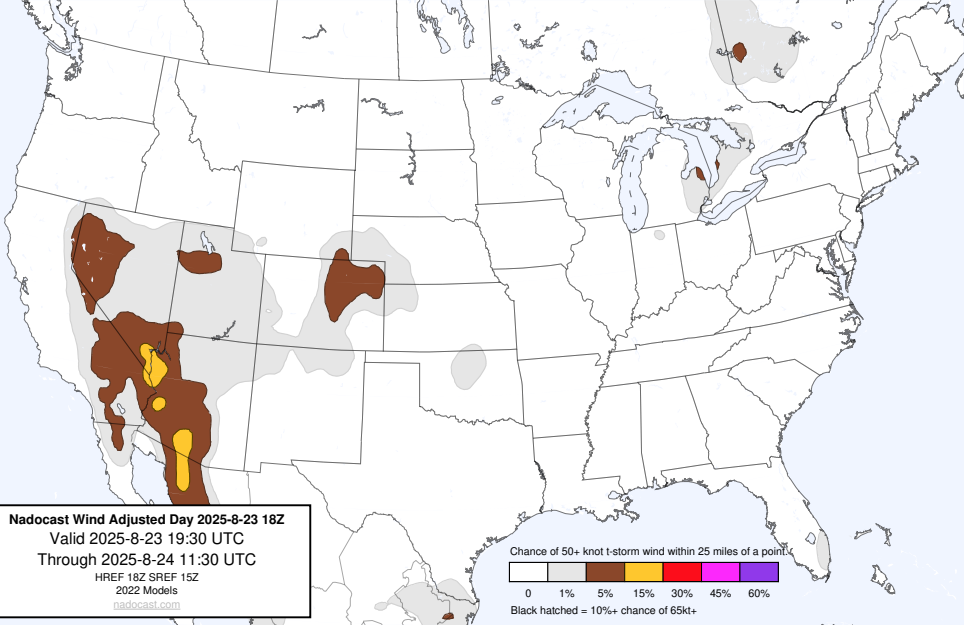 Nadocast Wind Adjusted Day 2025-8-23 18Z
Valid 2025-8-23 19:30 UTC
Through 2025-8-24 11:30 UTC
HREF 18Z SREF 15Z
2022 Models
nadocast.com
Chance of 50+ knot t-storm wind within 25 miles of a point.
0 1% 5% 15% 30% 45% 60%
Black hatched = 10%+ chance of 65kt+